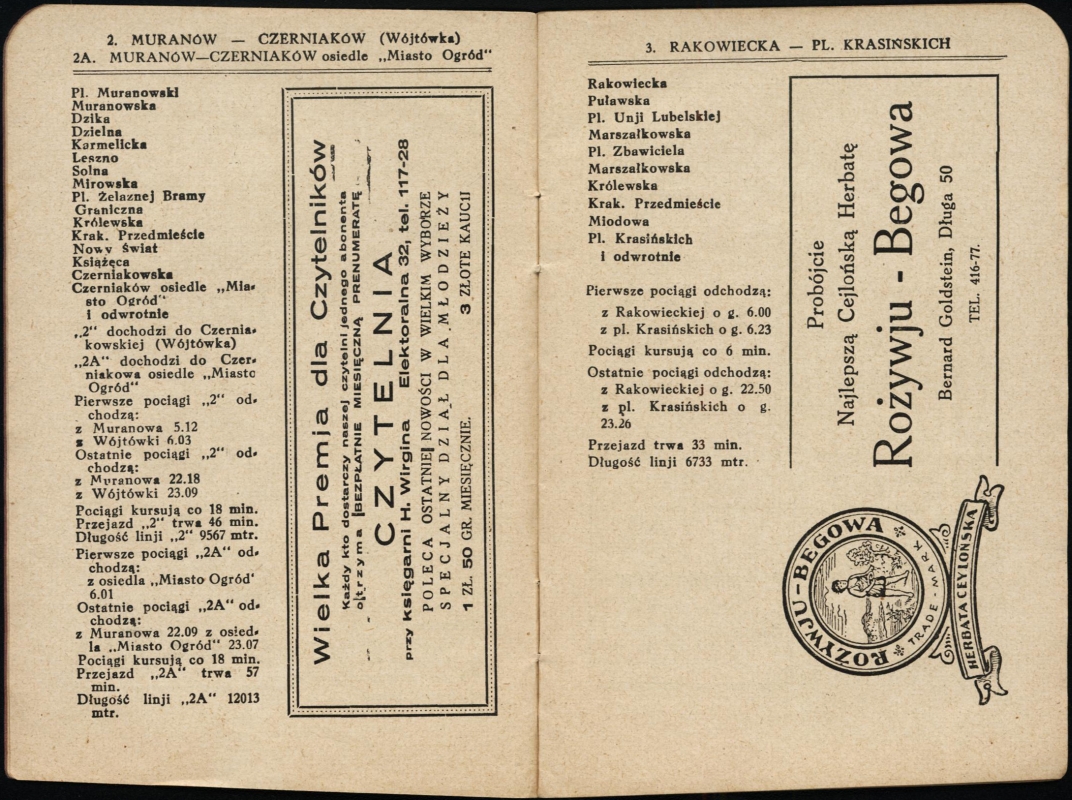 2. MURANÓW — CZERNIAKÓW (Wójtówka)
2A. MURANÓW—CZERNIAKÓW osiedle „Miasto Ogród"
Pl. Muranowski
Muranowska
Dzika
Dzielna
Karmelicka
Leszno
Solna
Mirowska
Pl. Żelaznej Bramy
Graniczna
Królewska
Krak. Przedmieście
Nowy Świat
Książęca
Czerniakowska
Czerniaków osiedle „Mia-
sto Ogród"
i odwrotnie
„2" dochodzi do Czernia-
kowskiej (Wójtówka)
„2A" dochodzi do Czer-
niakowa osiedle „Miasto
Ogród"
Pierwsze pociągi „2" od-
chodzą:
z Muranowa 5.12
z Wójtówki 6.03
Ostatnie pociągi „2" od-
chodzą:
z Muranowa 22.18
z Wójtówki 23.09
Pociągi kursują co 18 min.
Przejazd „2" trwa 46 min.
Długość linji „2" 9567 mtr.
Pierwsze pociągi „2A" od-
chodzą:
z osiedla „Miasto Ogród"
6.01
Ostatnie pociągi „2A" od-
chodzą:
z Muranowa 22.09 z osied-
la „Miasto Ogród" 23.07
Pociągi kursują co 18 min.
Przejazd „2A" trwa 57
min.
Długość linji „2A" 12013
mtr.
Wielka Premja dla Czytelników
Każdy kto dostarczy naszej czytelni jednego abonenta
otrzyma BEZPŁATNIE MIESIĘCZNĄ PRENUMERATĘ
CZYTELNIA
przy Księgarni H. Wirgina Elektoralna 32, tel. 117-28
POLECA OSTATNIE NOWOŚCI W WIELKIM WYBORZE
SPECJALNY DZIAŁ DLA MŁODZIEŻY
1 ZŁ. 50 GR. MIESIĘCZNIE. 3 ZŁOTE KAUCJI
3. RAKOWIECKA — PL. KRASIŃSKICH
Rakowiecka
Puławska
Pl. Unji Lubelskiej
Marszałkowska
Pl. Zbawiciela
Marszałkowska
Królewska
Krak. Przedmieście
Miodowa
Pl. Krasińskich
i odwrotnie
Pierwsze pociągi odchodzą:
z Rakowieckej o g. 6.00
z pl. Krasińskich o g. 6.23
Pociągi kursują co 6 min.
Ostatnie pociągi odchodzą:
z Rakowieckiej o g. 22.50
z pl. Krasińskich o g.
23.26
Przejazd trwa 33 min.
Długość linji 6733 mtr.
Probójcie
Najlepszą Cejlońską Herbatę
Rożywju - Begowa
Bernard Goldstein, Długa 50
TEL. 416-77.
ROZYWJU-BEGOWA
TRADE-MARK
HERBATA CEYLOŃSKA